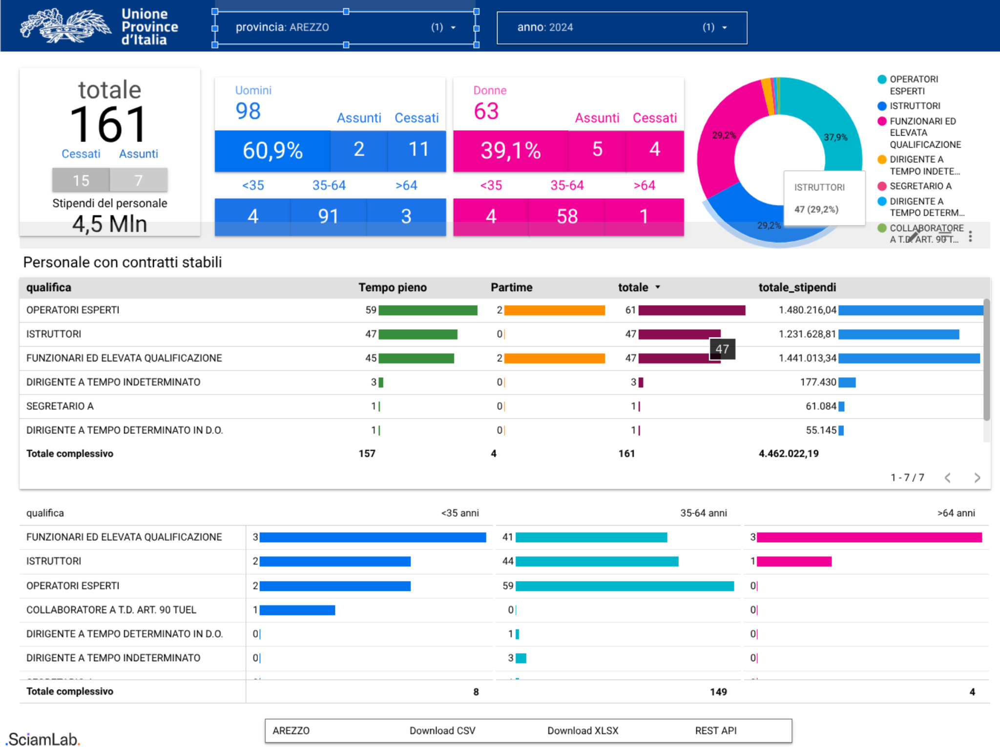 Unione
Province
d'Italia
provincia: AREZZO (1)
anno: 2024 (1)
totale
161
Cessati Assunti
15 7
Stipendi del personale
4,5 Mln
Uomini
98
Assunti Cessati
60,9% 2 11
<35 35-64 >64
4 91 3
Donne
63
Assunti Cessati
39,1% 5 4
<35 35-64 >64
4 58 1
29,2%
37,9%
29,2%
ISTRUTTORI
47 (29,2%)
OPERATORI
ESPERTI
ISTRUTTORI
FUNZIONARI ED
ELEVATA
QUALIFICAZIONE
DIRIGENTE A
TEMPO INDETE...
SEGRETARIO A
DIRIGENTE A
TEMPO DETERM...
COLLABORATORE
A T.D. ART. 90 T...
Personale con contratti stabili
qualifica Tempo pieno Partime totale totale_stipendi
OPERATORI ESPERTI 59 2 61 1.480.216,04
ISTRUTTORI 47 0 47 1.231.628,81
47
FUNZIONARI ED ELEVATA QUALIFICAZIONE 45 2 47 1.441.013,34
DIRIGENTE A TEMPO INDETERMINATO 3 0 3 177.430
SEGRETARIO A 1 0 1 61.084
DIRIGENTE A TEMPO DETERMINATO IN D.O. 1 0 1 55.145
Totale complessivo 157 4 161 4.462.022,19
1 - 7 / 7
qualifica <35 anni 35-64 anni >64 anni
FUNZIONARI ED ELEVATA QUALIFICAZIONE 3 41 3
ISTRUTTORI 2 44 1
OPERATORI ESPERTI 2 59 0
COLLABORATORE A T.D. ART. 90 TUEL 1 0 0
DIRIGENTE A TEMPO DETERMINATO IN D.O. 0 1 0
DIRIGENTE A TEMPO INDETERMINATO 0 3 0
Totale complessivo 8 149 4
AREZZO Download CSV Download XLSX REST API
.SciamLab.